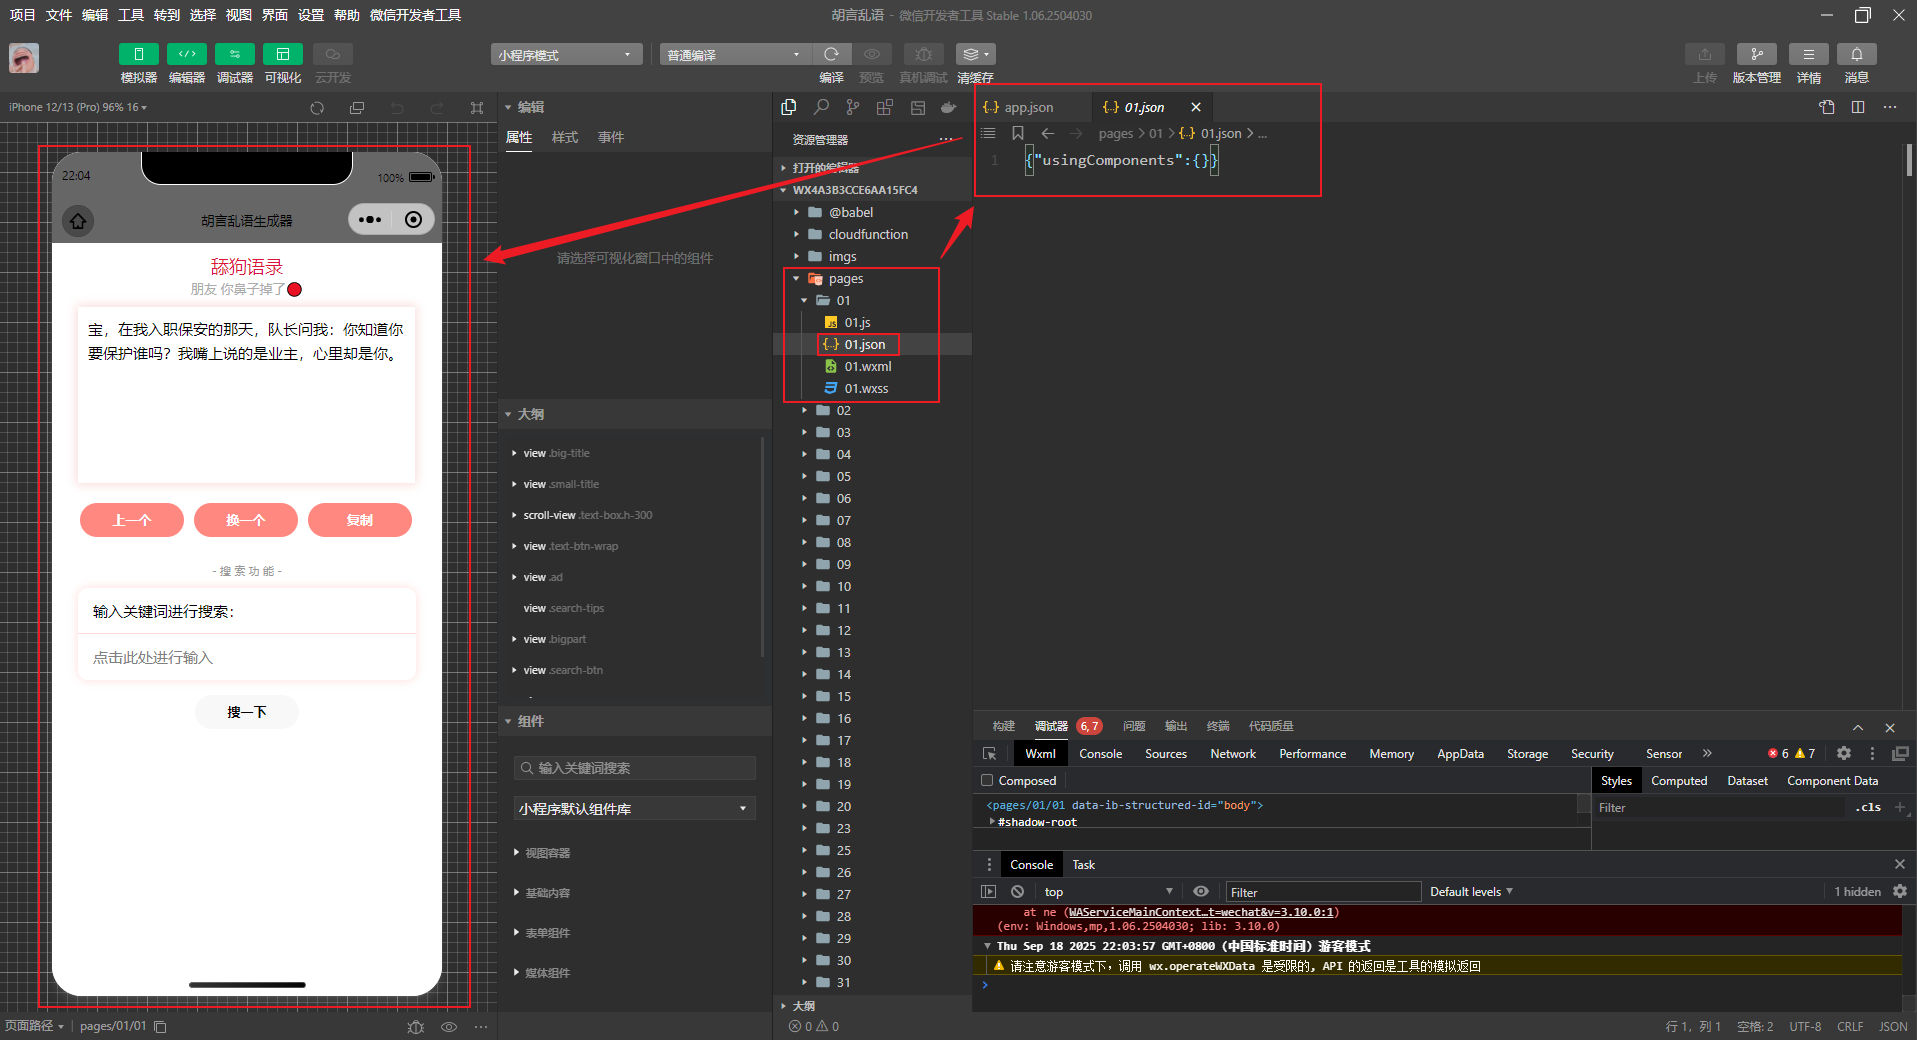 项目 文件 编辑 工具 转到 选择 视图 界面 设置 帮助 微信开发者工具
胡言乱语 - 微信开发者工具 Stable 1.06.2504030
模拟器 编辑器 调试器 可视化 云开发
小程序模式
普通编译
编译 预览 真机调试 清缓存
上传 版本管理 详情 消息
iPhone 12/13 (Pro) 96% 16
22:04
100%
胡言乱语生成器
舔狗语录
朋友 你鼻子掉了
宝，在我入职保安的那天，队长问我：你知道你
要保护谁吗？我嘴上说的是业主，心里却是你。
上一个 换一个 复制
- 搜 索 功 能 -
输入关键词进行搜索：
点击此处进行输入
搜一下
页面路径 pages/01/01
编辑
属性 样式 事件
请选择可视化窗口中的组件
大纲
view .big-title
view .small-title
scroll-view .text-box.h-300
view .text-btn-wrap
view .ad
view .search-tips
view .bigpart
view .search-btn
组件
输入关键词搜索
小程序默认组件库
视图容器
基础内容
表单组件
媒体组件
资源管理器
打开的编辑器
WX4A3B3CCE6AA15FC4
@babel
cloudfunction
imgs
pages
01
01.js
01.json
01.wxml
01.wxss
02
03
04
05
06
07
08
09
10
11
12
13
14
15
16
17
18
19
20
23
25
26
27
28
29
30
31
大纲
0 0
app.json 01.json
pages > 01 > 01.json > ...
1 {"usingComponents":{}}
构建 调试器 6, 7 问题 输出 终端 代码质量
Wxml Console Sources Network Performance Memory AppData Storage Security Sensor 6 7
Composed
<pages/01/01 data-ib-structured-id="body">
#shadow-root
Styles Computed Dataset Component Data
Filter .cls
Console Task
top Filter Default levels 1 hidden
at ne (WAServiceMainContext…t=wechat&v=3.10.0:1)
(env: Windows,mp,1.06.2504030; lib: 3.10.0)
Thu Sep 18 2025 22:03:57 GMT+0800 (中国标准时间) 游客模式
请注意游客模式下，调用 wx.operateWXData 是受限的, API 的返回是工具的模拟返回
行 1，列 1 空格: 2 UTF-8 CRLF JSON